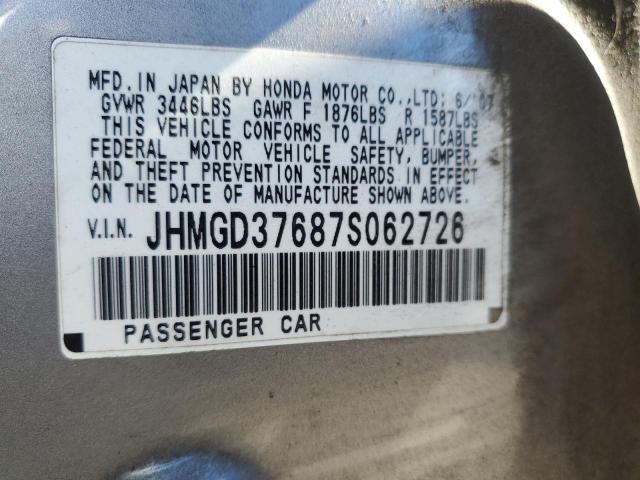 MFD. IN JAPAN BY HONDA MOTOR CO., LTD; 6/'07
GVWR 3446LBS GAWR F 1876LBS R 1587LBS
THIS VEHICLE CONFORMS TO ALL APPLICABLE
FEDERAL MOTOR VEHICLE SAFETY, BUMPER,
AND THEFT PREVENTION STANDARDS IN EFFECT
ON THE DATE OF MANUFACTURE SHOWN ABOVE.
V.I.N. JHMGD37687S062726
PASSENGER CAR